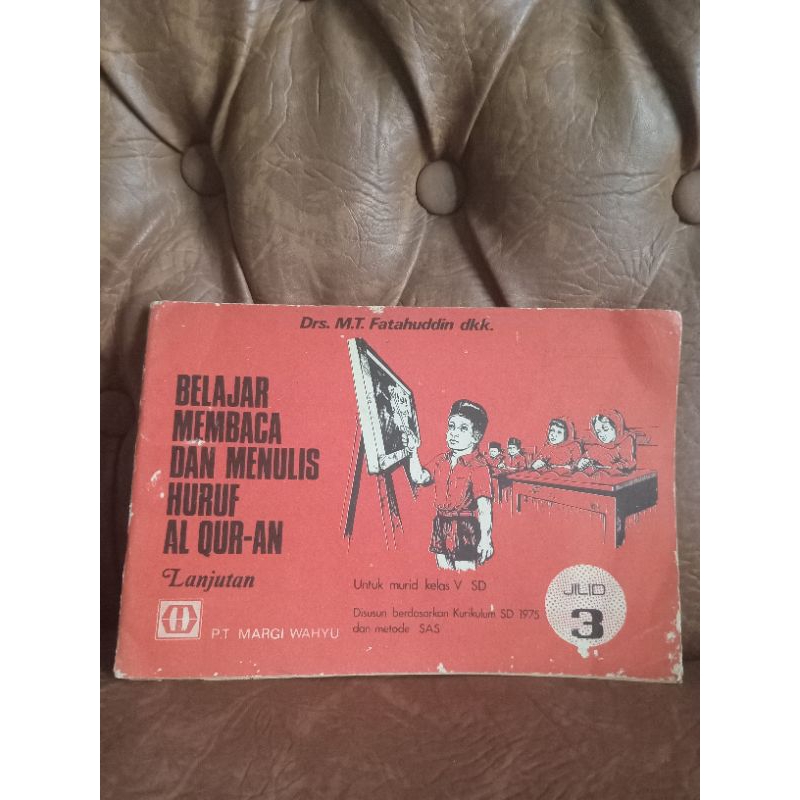 Drs. M.T. Fatahuddin dkk.
BELAJAR
MEMBACA
DAN MENULIS
HURUF
AL QUR-AN
Lanjutan
P.T MARGI WAHYU
Untuk murid kelas V SD
Disusun berdasarkan Kurikulum SD 1975
dan metode SAS
JILID
3